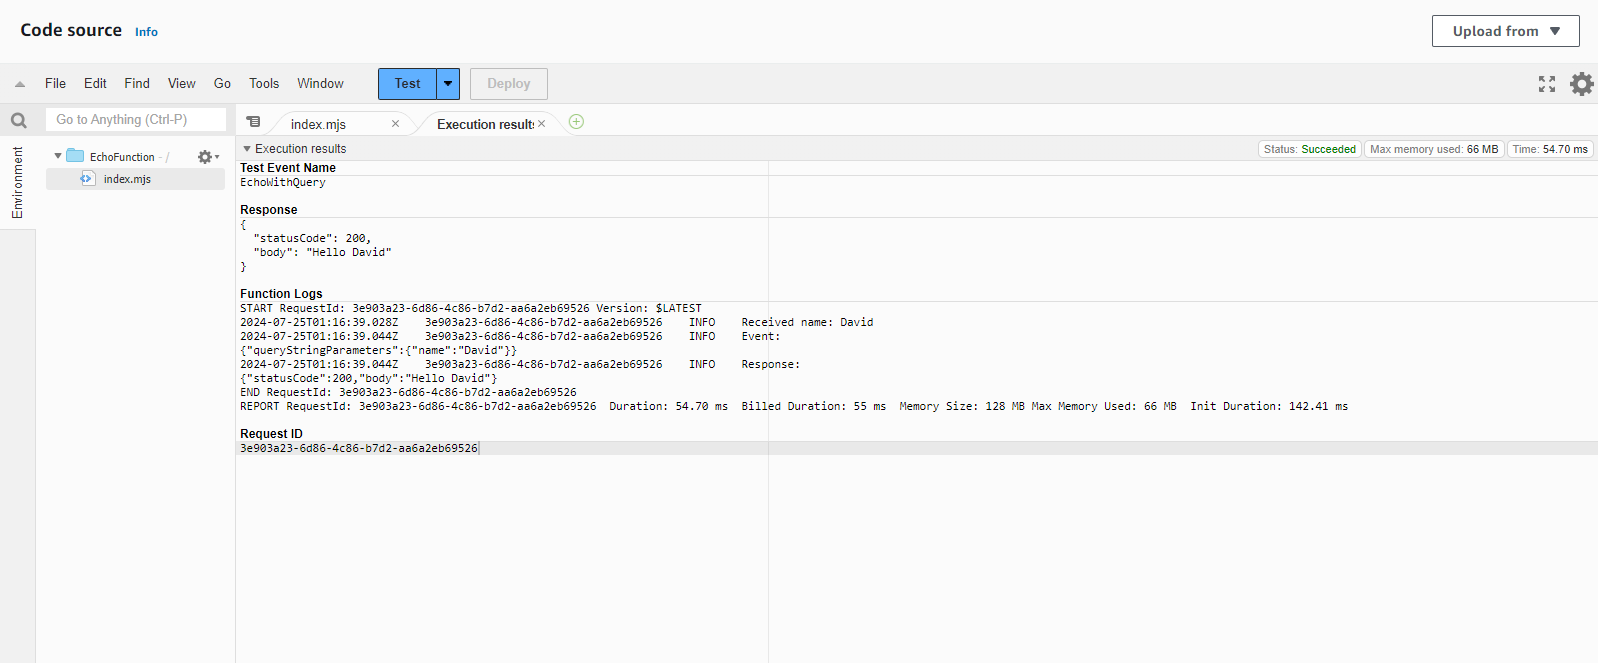 Code source Info
Upload from
File Edit Find View Go Tools Window Test Deploy
Go to Anything (Ctrl-P)
index.mjs
Execution results
Environment
EchoFunction - /
index.mjs
Execution results
Status: Succeeded Max memory used: 66 MB Time: 54.70 ms
Test Event Name
EchoWithQuery
Response
{
"statusCode": 200,
"body": "Hello David"
}
Function Logs
START RequestId: 3e903a23-6d86-4c86-b7d2-aa6a2eb69526 Version: $LATEST
2024-07-25T01:16:39.028Z 3e903a23-6d86-4c86-b7d2-aa6a2eb69526 INFO Received name: David
2024-07-25T01:16:39.044Z 3e903a23-6d86-4c86-b7d2-aa6a2eb69526 INFO Event:
{"queryStringParameters":{"name":"David"}}
2024-07-25T01:16:39.044Z 3e903a23-6d86-4c86-b7d2-aa6a2eb69526 INFO Response:
{"statusCode":200,"body":"Hello David"}
END RequestId: 3e903a23-6d86-4c86-b7d2-aa6a2eb69526
REPORT RequestId: 3e903a23-6d86-4c86-b7d2-aa6a2eb69526 Duration: 54.70 ms Billed Duration: 55 ms Memory Size: 128 MB Max Memory Used: 66 MB Init Duration: 142.41 ms
Request ID
3e903a23-6d86-4c86-b7d2-aa6a2eb69526